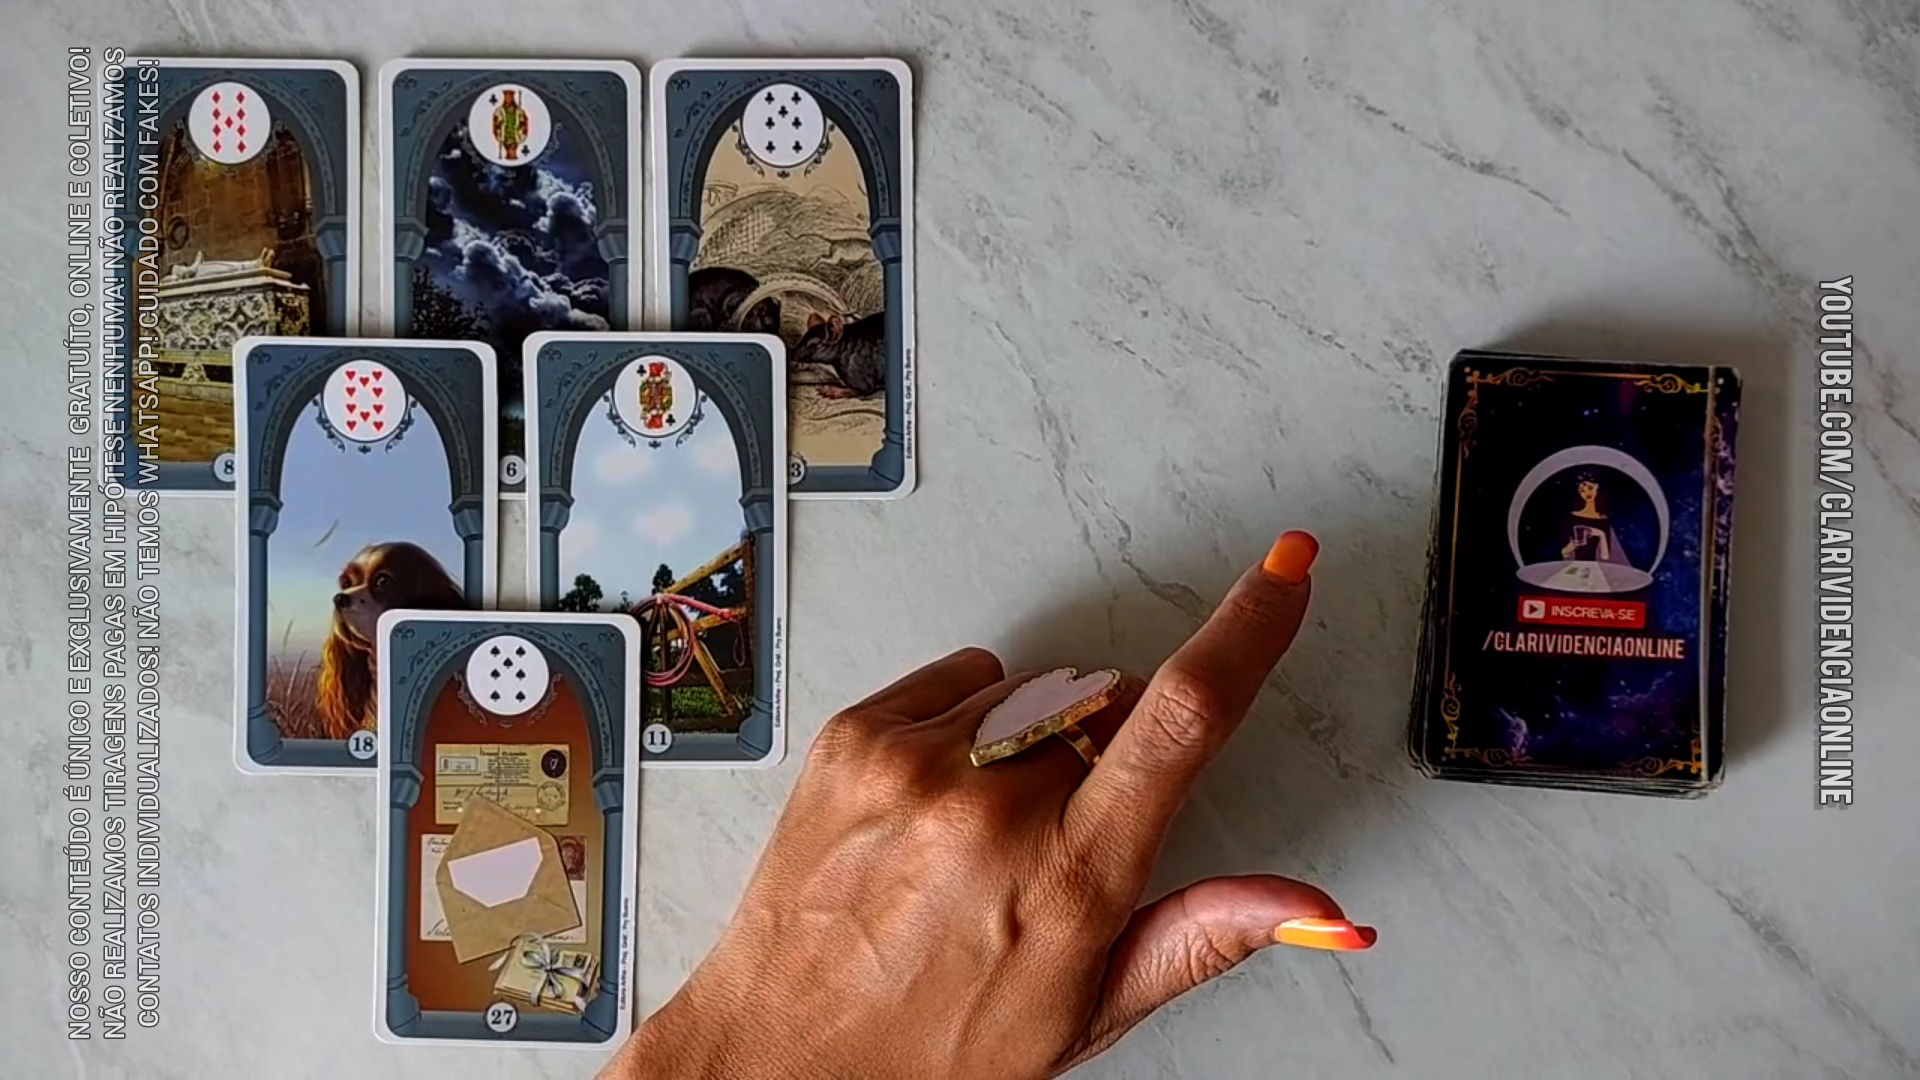 NOSSO CONTEÚDO É ÚNICO E EXCLUSIVAMENTE GRATUÍTO, ONLINE E COLETIVO!
NÃO REALIZAMOS TIRAGENS PAGAS EM HIPÓTESE NENHUMA! NÃO REALIZAMOS
CONTATOS INDIVIDUALIZADOS! NÃO TEMOS WHATSAPP! CUIDADO COM FAKES!
8
6
3
18
11
27
INSCREVA-SE
/CLARIVIDENCIAONLINE
YOUTUBE.COM/CLARIVIDENCIAONLINE